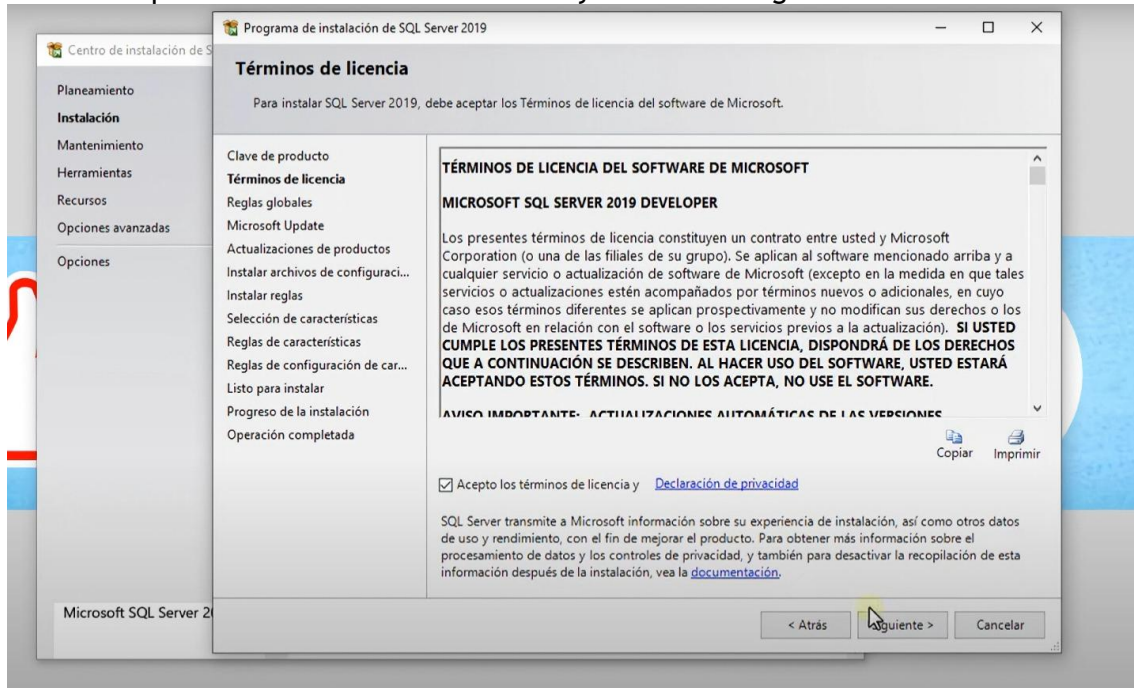 Programa de instalación de SQL Server 2019
Centro de instalación de S
Términos de licencia
Para instalar SQL Server 2019, debe aceptar los Términos de licencia del software de Microsoft.
Planeamiento
Instalación
Mantenimiento
Herramientas
Recursos
Opciones avanzadas
Opciones
Clave de producto
Términos de licencia
Reglas globales
Microsoft Update
Actualizaciones de productos
Instalar archivos de configuraci...
Instalar reglas
Selección de características
Reglas de características
Reglas de configuración de car...
Listo para instalar
Progreso de la instalación
Operación completada
TÉRMINOS DE LICENCIA DEL SOFTWARE DE MICROSOFT
MICROSOFT SQL SERVER 2019 DEVELOPER
Los presentes términos de licencia constituyen un contrato entre usted y Microsoft
Corporation (o una de las filiales de su grupo). Se aplican al software mencionado arriba y a
cualquier servicio o actualización de software de Microsoft (excepto en la medida en que tales
servicios o actualizaciones estén acompañados por términos nuevos o adicionales, en cuyo
caso esos términos diferentes se aplican prospectivamente y no modifican sus derechos o los
de Microsoft en relación con el software o los servicios previos a la actualización). SI USTED
CUMPLE LOS PRESENTES TÉRMINOS DE ESTA LICENCIA, DISPONDRÁ DE LOS DERECHOS
QUE A CONTINUACIÓN SE DESCRIBEN. AL HACER USO DEL SOFTWARE, USTED ESTARÁ
ACEPTANDO ESTOS TÉRMINOS. SI NO LOS ACEPTA, NO USE EL SOFTWARE.
AVISO IMPORTANTE: ACTUALIZACIONES AUTOMÁTICAS DE LAS VERSIONES
Copiar Imprimir
Acepto los términos de licencia y Declaración de privacidad
SQL Server transmite a Microsoft información sobre su experiencia de instalación, así como otros datos
de uso y rendimiento, con el fin de mejorar el producto. Para obtener más información sobre el
procesamiento de datos y los controles de privacidad, y también para desactivar la recopilación de esta
información después de la instalación, vea la documentación.
Microsoft SQL Server 20
< Atrás Siguiente > Cancelar